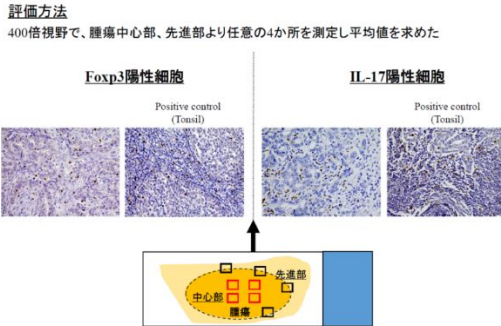 評価方法
400倍視野で、腫瘍中心部、先進部より任意の4か所を測定し平均値を求めた
Foxp3陽性細胞
IL-17陽性細胞
Positive control
(Tonsil)
Positive control
(Tonsil)
先進部
中心部
腫瘍